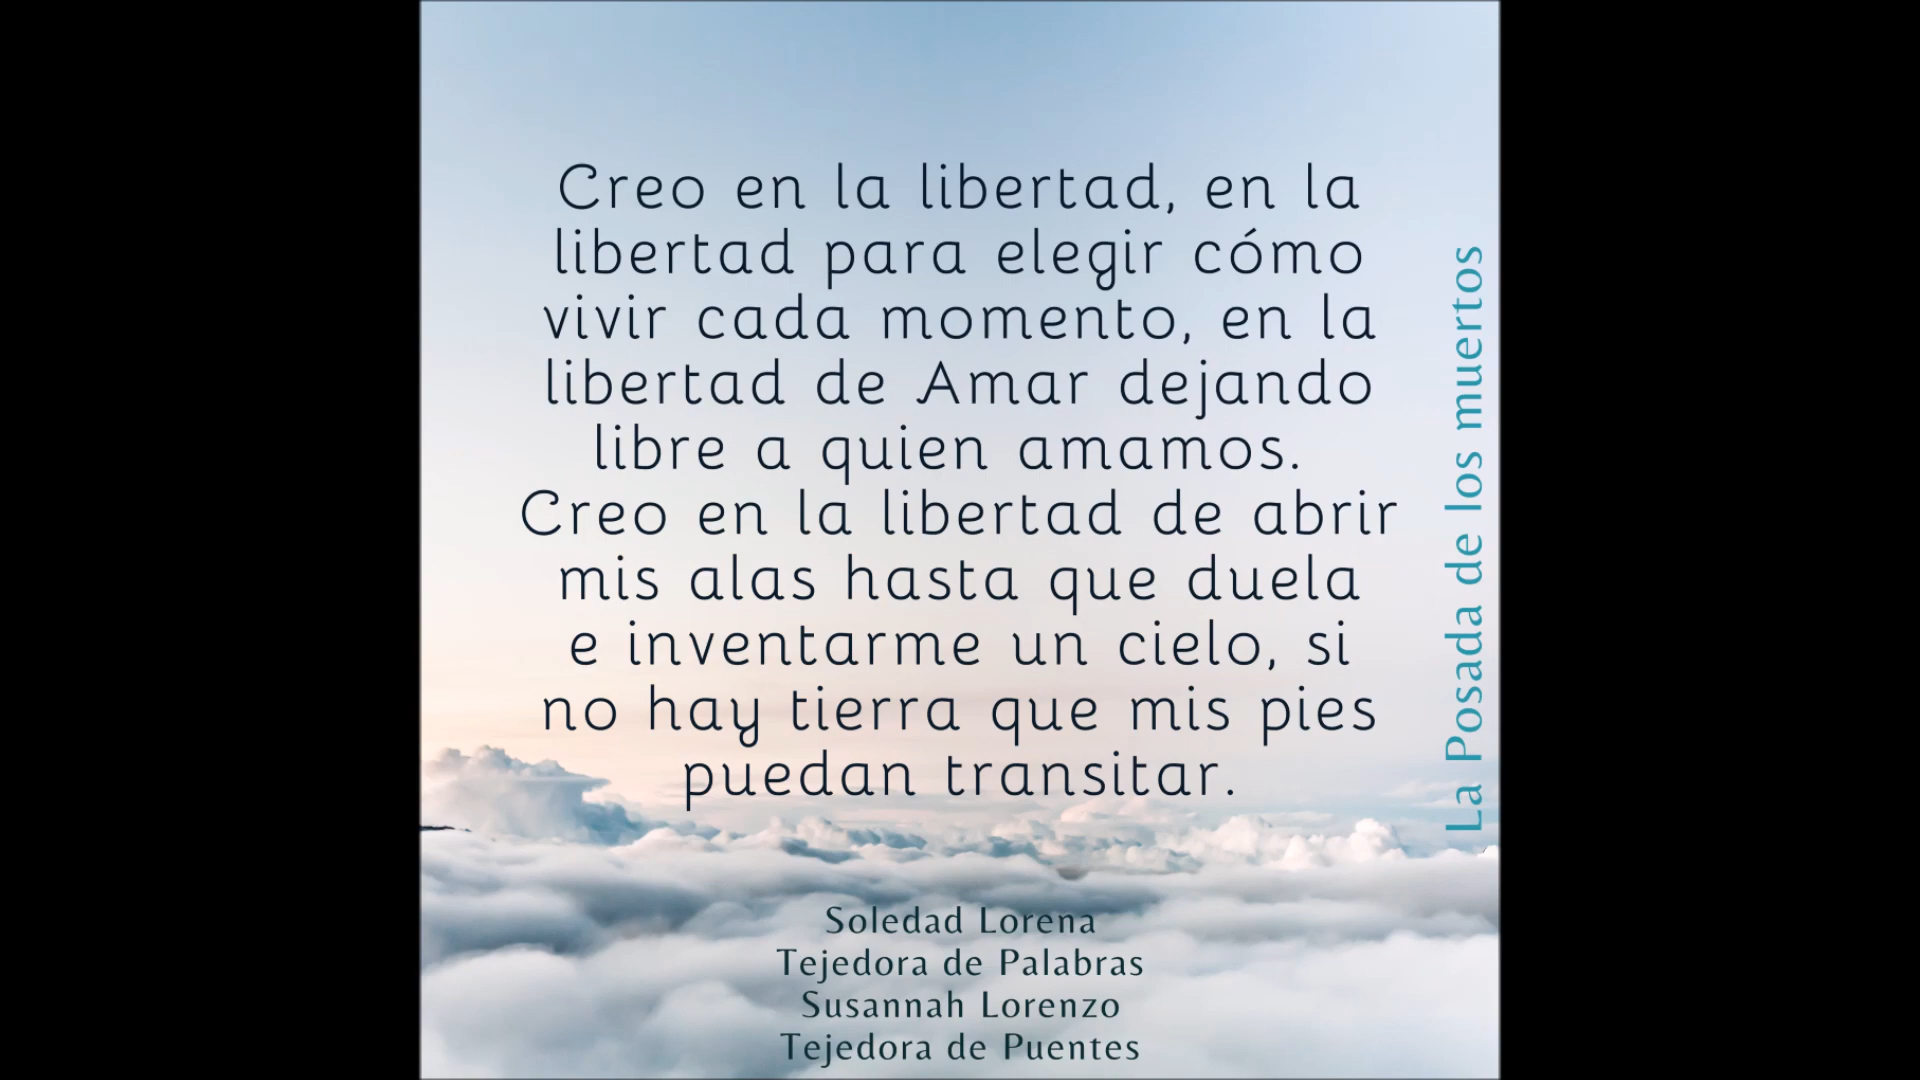 Creo en la libertad, en la
libertad para elegir cómo
vivir cada momento, en la
libertad de Amar dejando
libre a quien amamos.
Creo en la libertad de abrir
mis alas hasta que duela
e inventarme un cielo, si
no hay tierra que mis pies
puedan transitar.
La Posada de los muertos
Soledad Lorena
Tejedora de Palabras
Susannah Lorenzo
Tejedora de Puentes